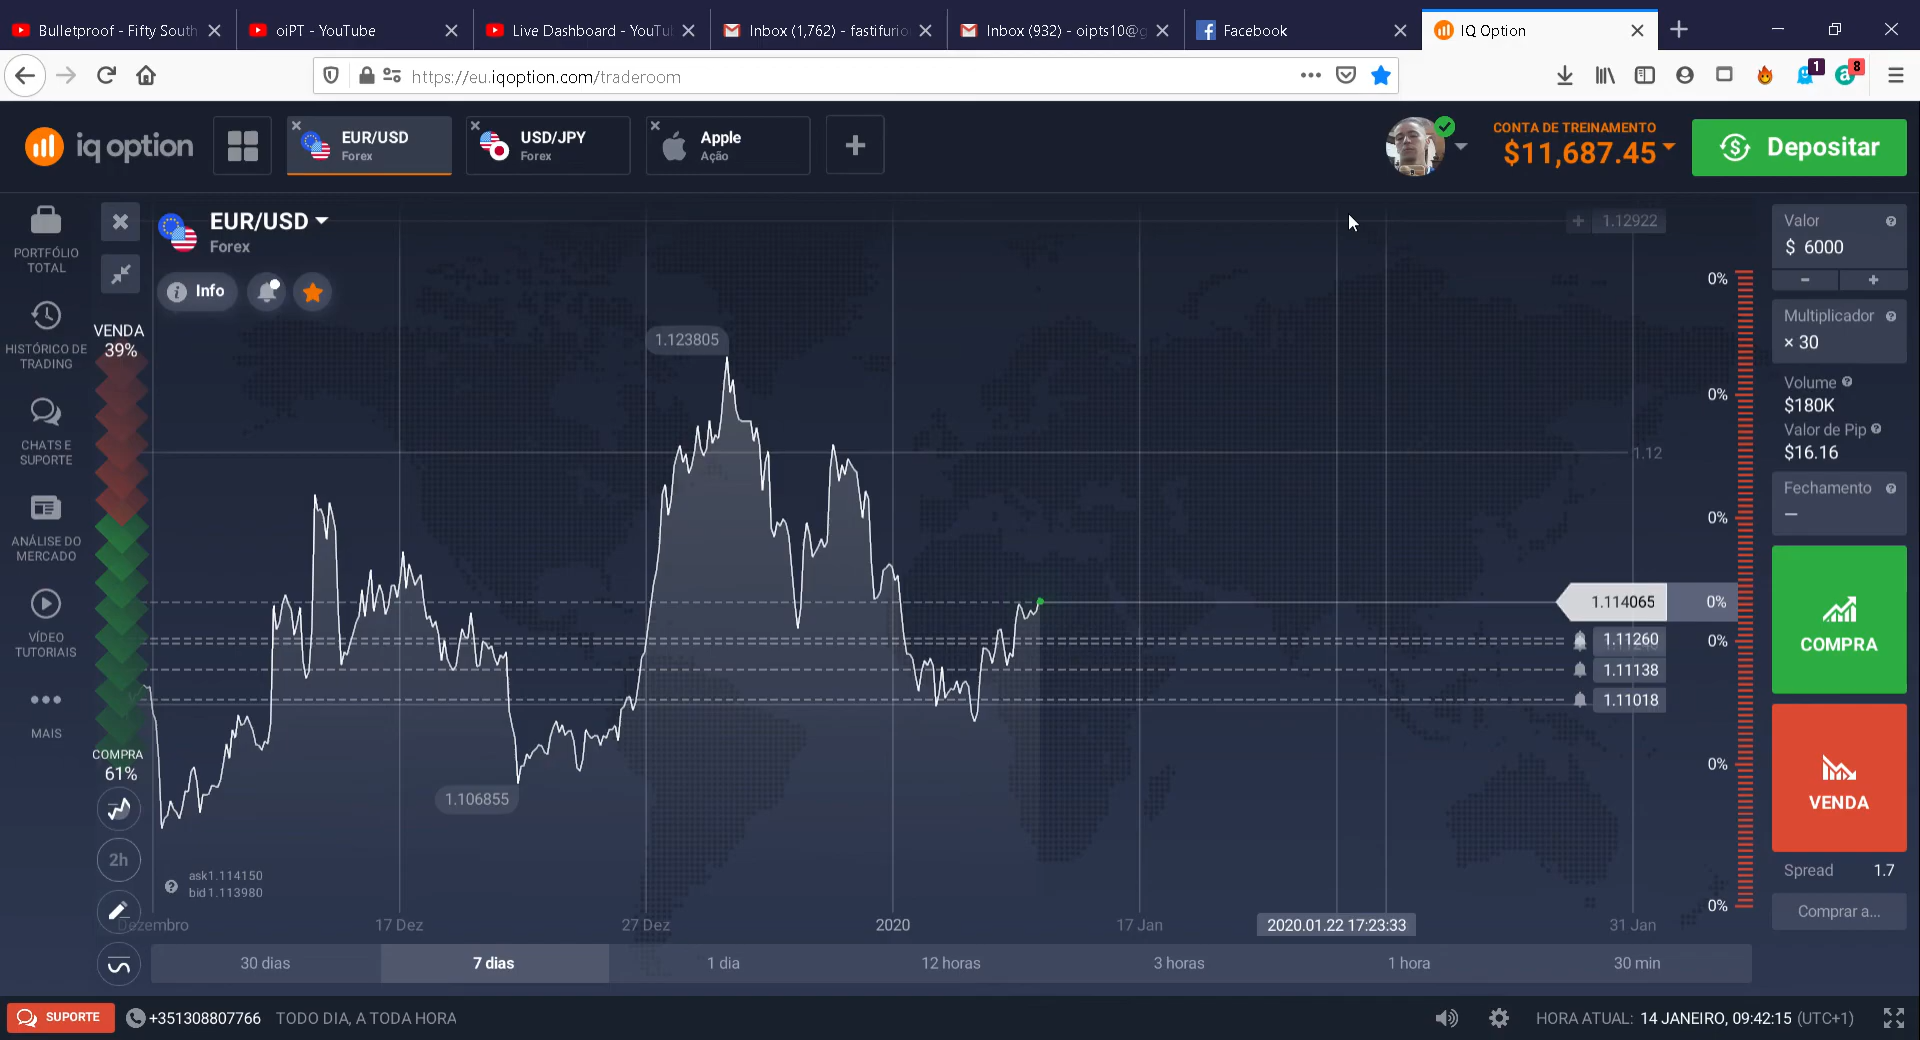 Bulletproof - Fifty South
oiPT - YouTube
Live Dashboard - YouTu
Inbox (1,762) - fastifurio
Inbox (932) - oipts10@g
Facebook
IQ Option
https://eu.iqoption.com/traderoom
1
8
iq option
EUR/USD
Forex
USD/JPY
Forex
Apple
Ação
CONTA DE TREINAMENTO
$11,687.45
Depositar
PORTFÓLIO
TOTAL
HISTÓRICO DE
TRADING
CHATS E
SUPORTE
ANÁLISE DO
MERCADO
VÍDEO
TUTORIAIS
MAIS
EUR/USD
Forex
Info
VENDA
39%
COMPRA
61%
2h
1.123805
1.106855
ask1.114150
bid1.113980
1.12922
1.12
1.114065
0%
1.11260
1.11138
1.11018
0%
0%
0%
0%
0%
0%
Dezembro
17 Dez
27 Dez
2020
17 Jan
2020.01.22 17:23:33
31 Jan
30 dias
7 dias
1 dia
12 horas
3 horas
1 hora
30 min
Valor
$ 6000
- +
Multiplicador
× 30
Volume
$180K
Valor de Pip
$16.16
Fechamento
—
COMPRA
VENDA
Spread 1.7
Comprar a...
SUPORTE
+351308807766
TODO DIA, A TODA HORA
HORA ATUAL: 14 JANEIRO, 09:42:15 (UTC+1)